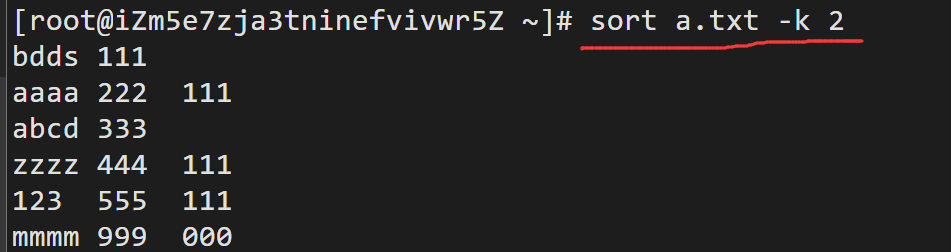 [root@iZm5e7zja3tninefvivwr5Z ~]# sort a.txt -k 2
bdds 111
aaaa 222  111
abcd 333
zzzz 444  111
123  555  111
mmmm 999  000